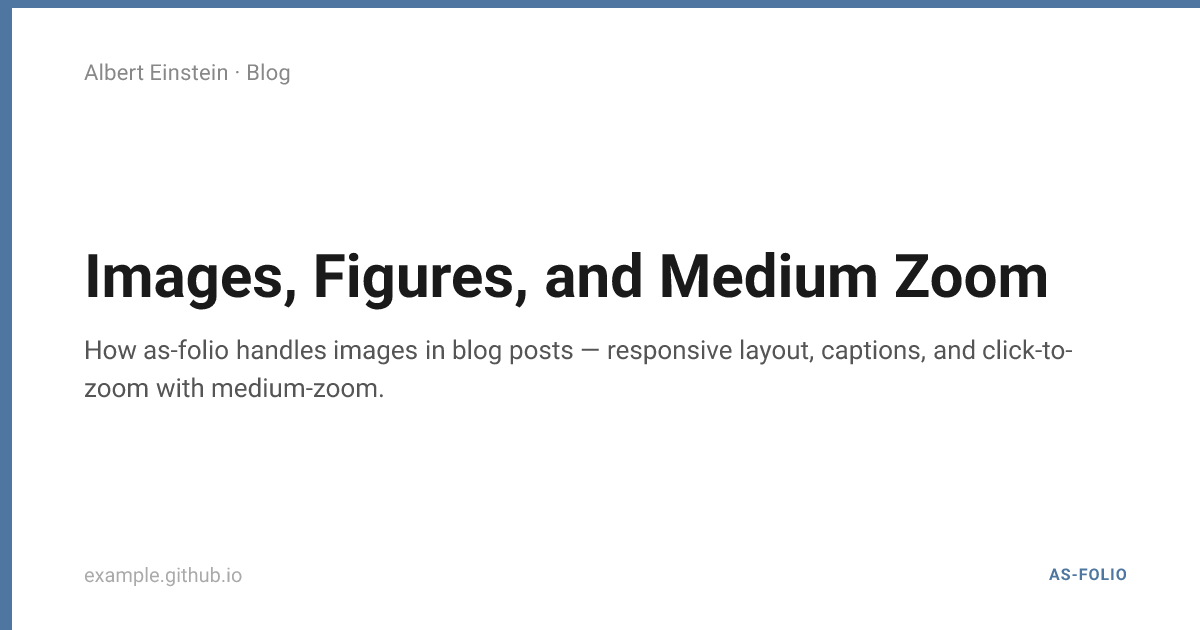 Albert Einstein · Blog
Images, Figures, and Medium Zoom
How as-folio handles images in blog posts — responsive layout, captions, and click-to-
zoom with medium-zoom.
example.github.io
AS-FOLIO